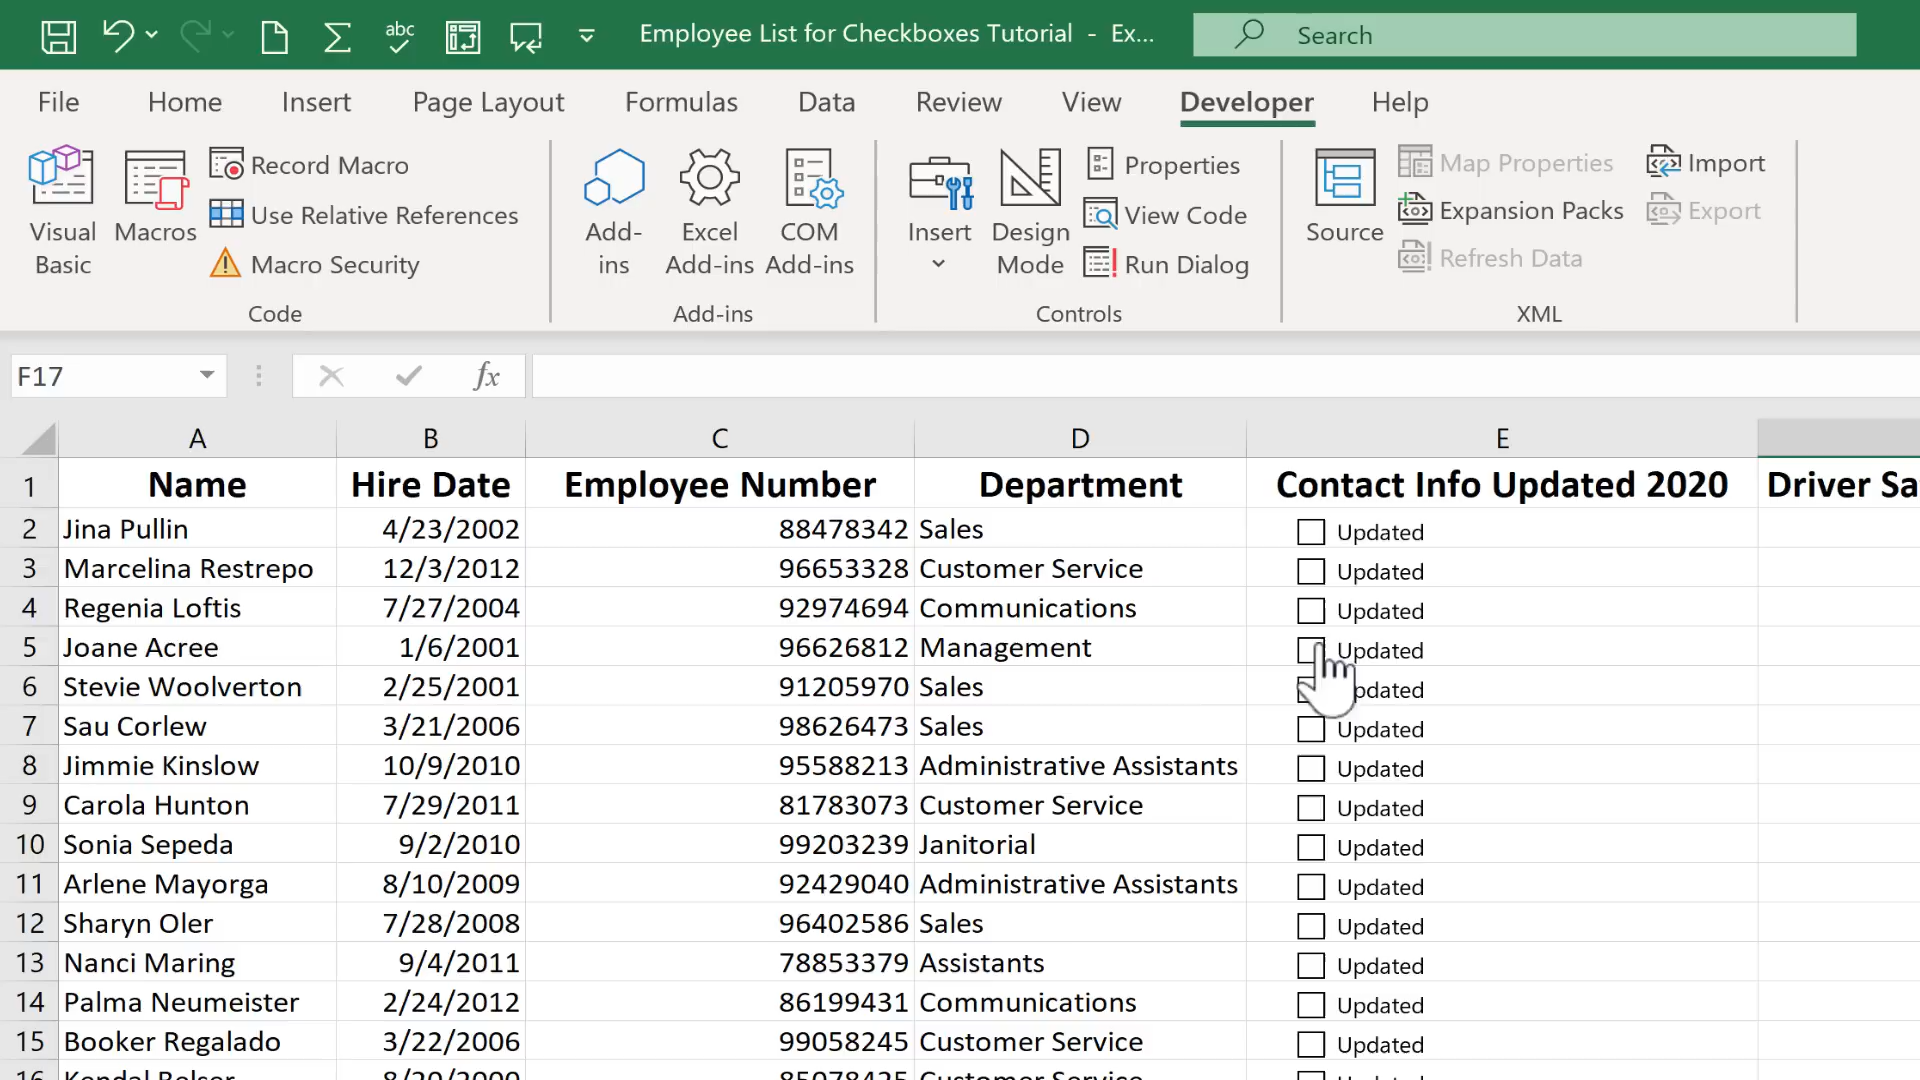 abc
Employee List for Checkboxes Tutorial - Ex...
Search
File Home Insert Page Layout Formulas Data Review View Developer Help
Visual Basic
Macros
Record Macro
Use Relative References
Macro Security
Code
Add-ins
Excel Add-ins
COM Add-ins
Add-ins
Insert
Design Mode
Properties
View Code
Run Dialog
Controls
Source
Map Properties
Expansion Packs
Refresh Data
Import
Export
XML
F17
fx
A B C D E
1 Name Hire Date Employee Number Department Contact Info Updated 2020 Driver Sa
2 Jina Pullin 4/23/2002 88478342 Sales Updated
3 Marcelina Restrepo 12/3/2012 96653328 Customer Service Updated
4 Regenia Loftis 7/27/2004 92974694 Communications Updated
5 Joane Acree 1/6/2001 96626812 Management Updated
6 Stevie Woolverton 2/25/2001 91205970 Sales pdated
7 Sau Corlew 3/21/2006 98626473 Sales Updated
8 Jimmie Kinslow 10/9/2010 95588213 Administrative Assistants Updated
9 Carola Hunton 7/29/2011 81783073 Customer Service Updated
10 Sonia Sepeda 9/2/2010 99203239 Janitorial Updated
11 Arlene Mayorga 8/10/2009 92429040 Administrative Assistants Updated
12 Sharyn Oler 7/28/2008 96402586 Sales Updated
13 Nanci Maring 9/4/2011 78853379 Assistants Updated
14 Palma Neumeister 2/24/2012 86199431 Communications Updated
15 Booker Regalado 3/22/2006 99058245 Customer Service Updated
16 Customer Service